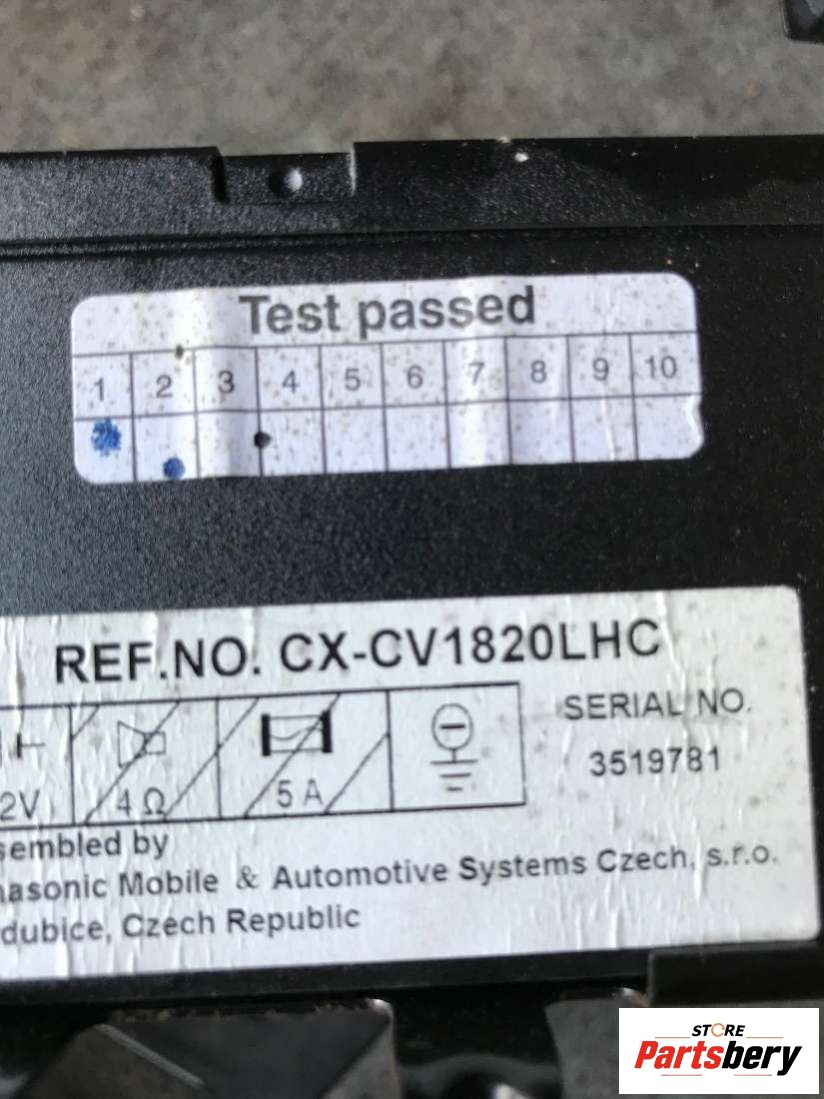 Test passed
1 2 3 4 5 6 7 8 9 10
REF.NO. CX-CV1820LHC
SERIAL NO.
3519781
2V 4 Ω 5 A
sembled by
nasonic Mobile & Automotive Systems Czech, s.r.o.
dubice, Czech Republic
STORE
Partsbery